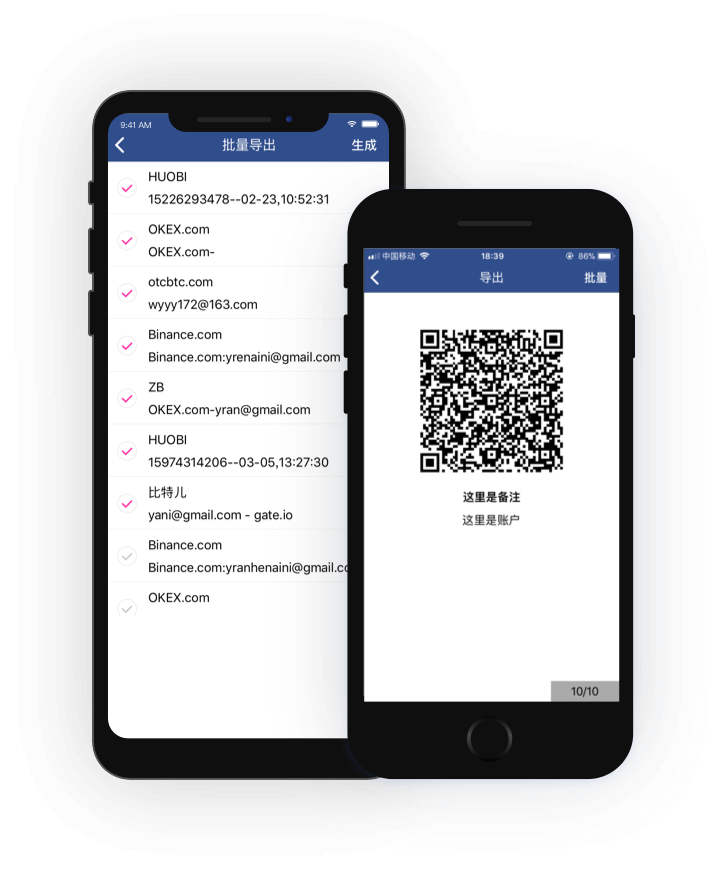 9:41 AM
批量导出
生成
HUOBI
15226293478--02-23,10:52:31
OKEX.com
OKEX.com-
otcbtc.com
wyyy172@163.com
Binance.com
Binance.com:yrenaini@gmail.com
ZB
OKEX.com-yran@gmail.com
HUOBI
15974314206--03-05,13:27:30
比特儿
yani@gmail.com - gate.io
Binance.com
Binance.com:yranhenaini@gmail.co
OKEX.com
中国移动
18:39
86%
导出
批量
这里是备注
这里是账户
10/10